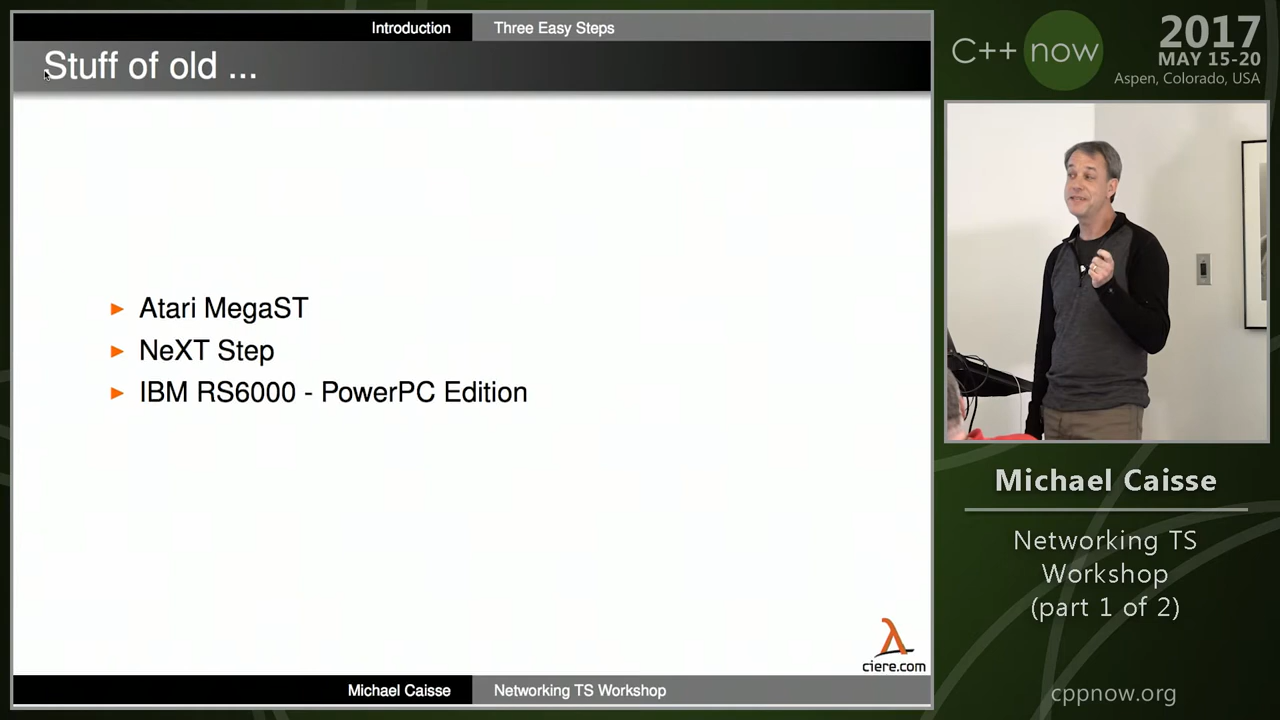 Introduction
Three Easy Steps
Stuff of old ...
Atari MegaST
NeXT Step
IBM RS6000 - PowerPC Edition
λ
ciere.com
Michael Caisse
Networking TS Workshop
C++ now
2017
MAY 15-20
Aspen, Colorado, USA
Michael Caisse
Networking TS
Workshop
(part 1 of 2)
cppnow.org